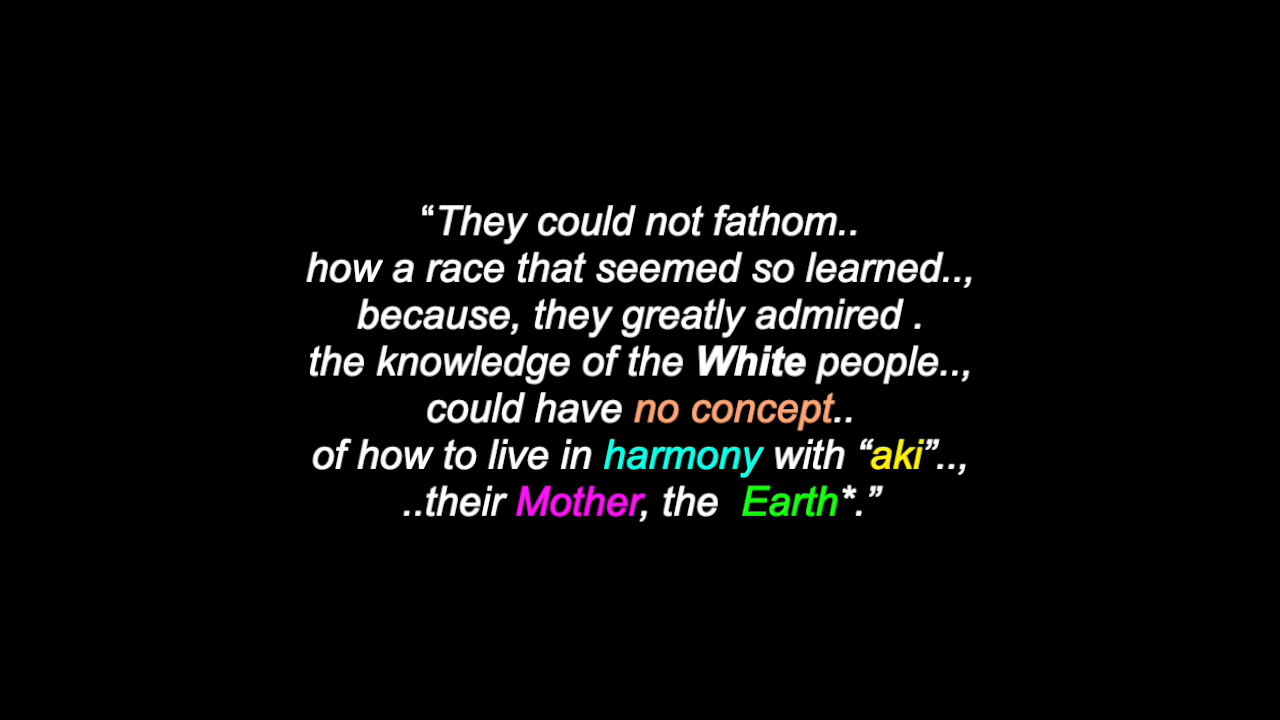 “They could not fathom..
how a race that seemed so learned..,
because, they greatly admired .
the knowledge of the White people..,
could have no concept..
of how to live in harmony with “aki”..,
..their Mother, the  Earth*.”